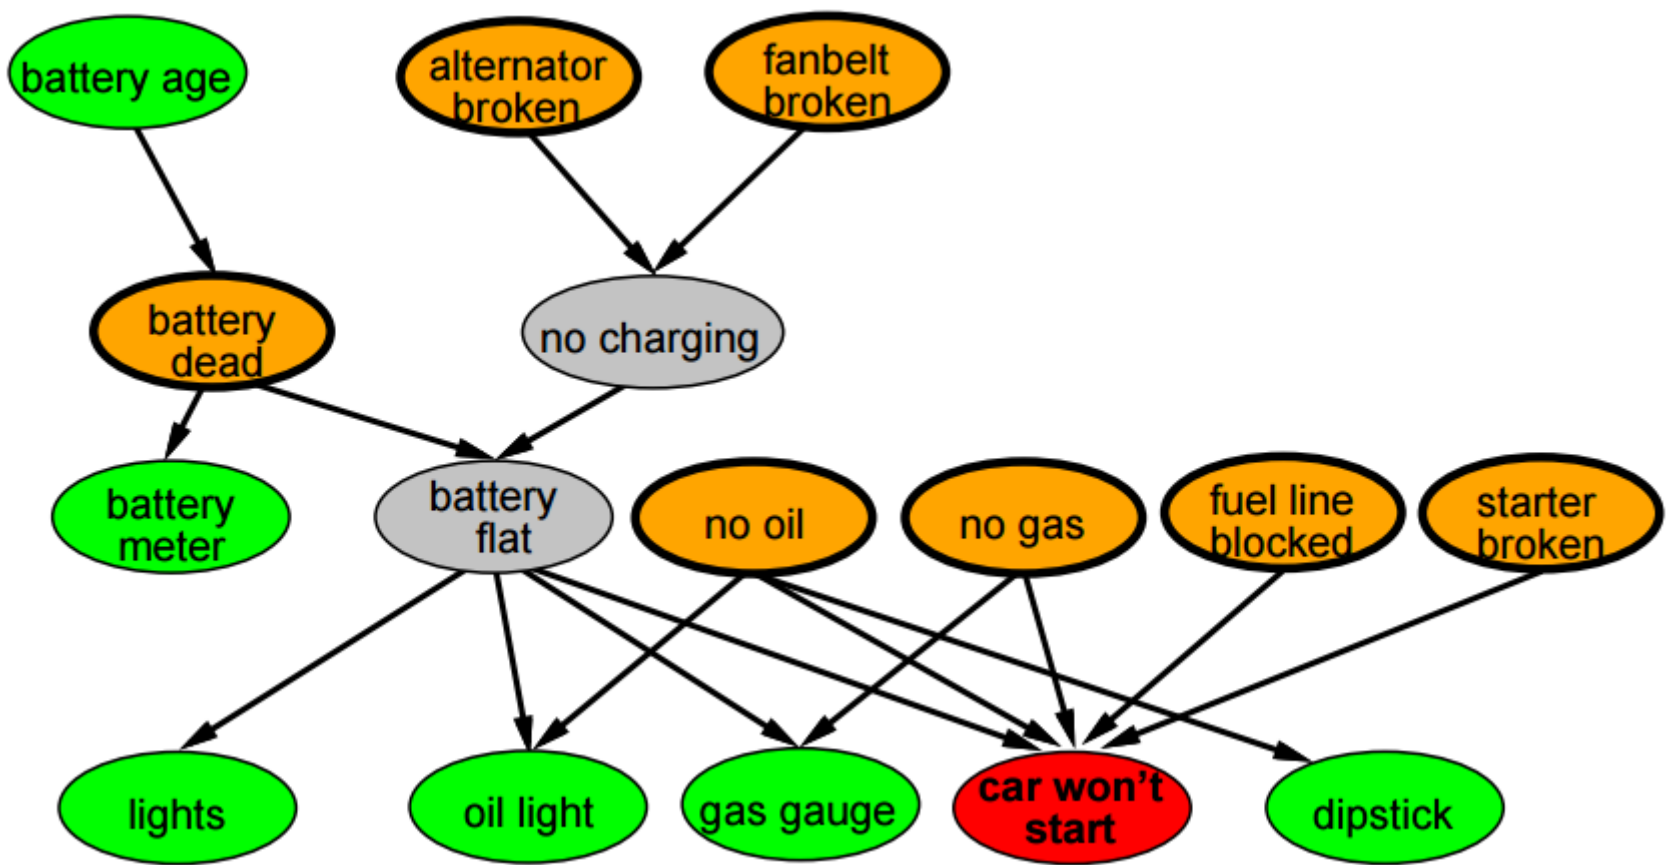 battery age
alternator
broken
fanbelt
broken
battery
dead
no charging
battery
meter
battery
flat
no oil
no gas
fuel line
blocked
starter
broken
lights
oil light
gas gauge
car won't
start
dipstick